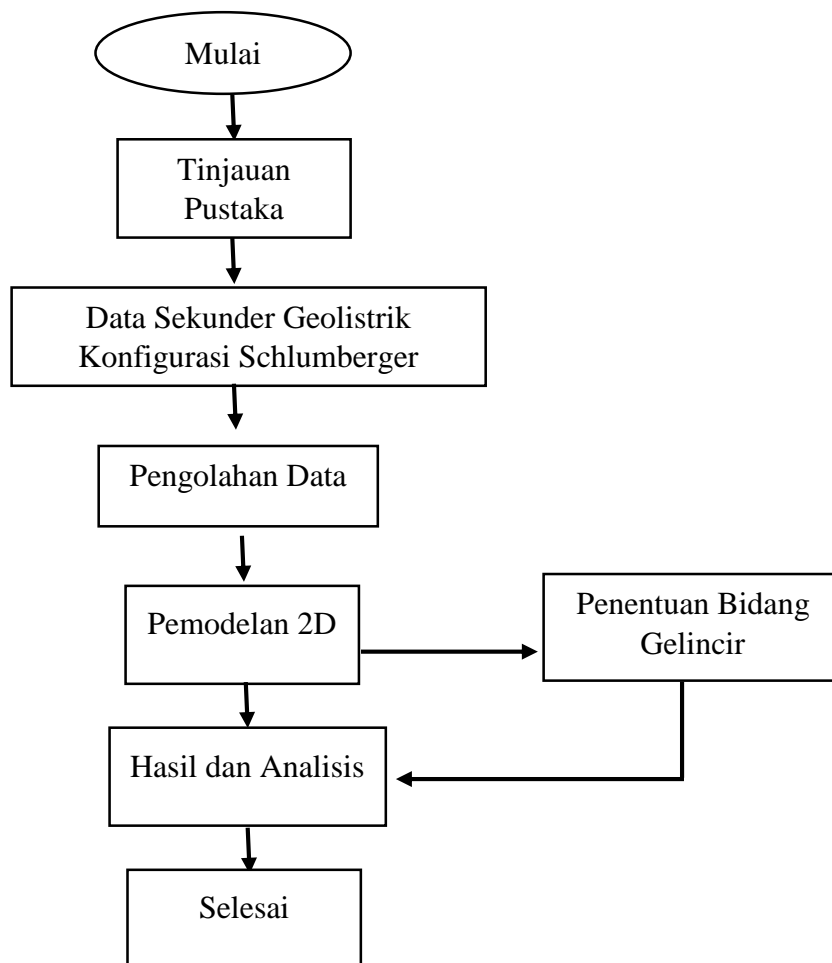 Mulai
Tinjauan
Pustaka
Data Sekunder Geolistrik
Konfigurasi Schlumberger
Pengolahan Data
Pemodelan 2D
Penentuan Bidang
Gelincir
Hasil dan Analisis
Selesai